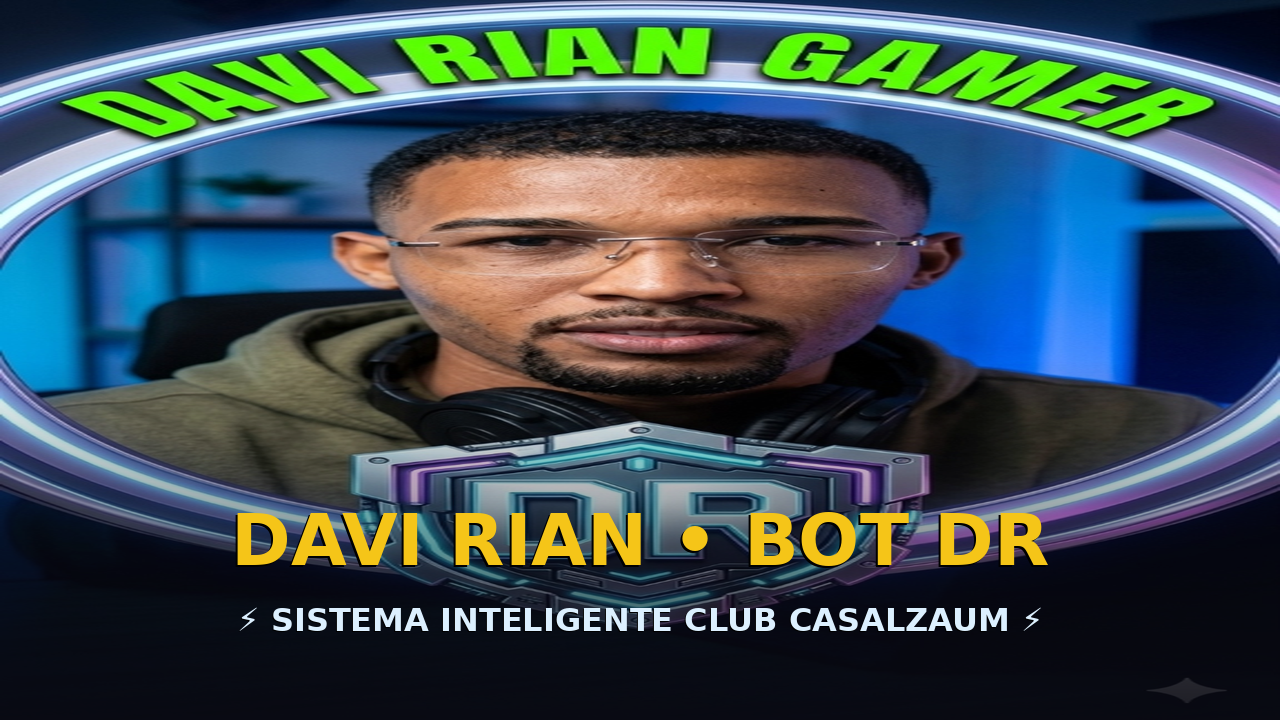 DAVI RIAN GAMER
DR
DAVI RIAN • BOT DR
⚡ SISTEMA INTELIGENTE CLUB CASALZAUM ⚡